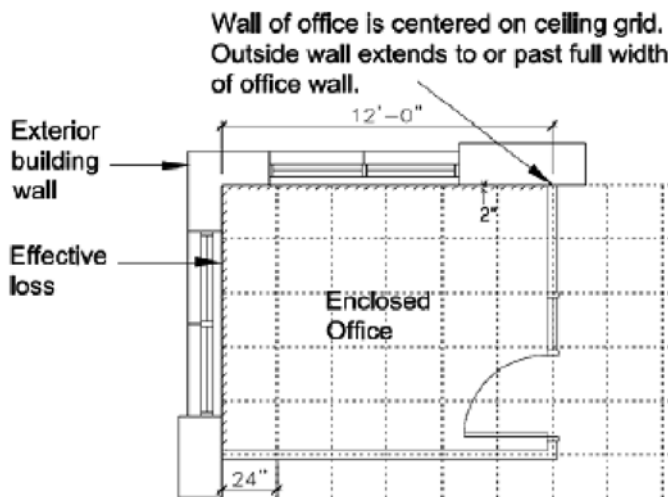 Wall of office is centered on ceiling grid.
Outside wall extends to or past full width
of office wall.
12'-0"
Exterior
building
wall
2"
Effective
loss
Enclosed
Office
24"